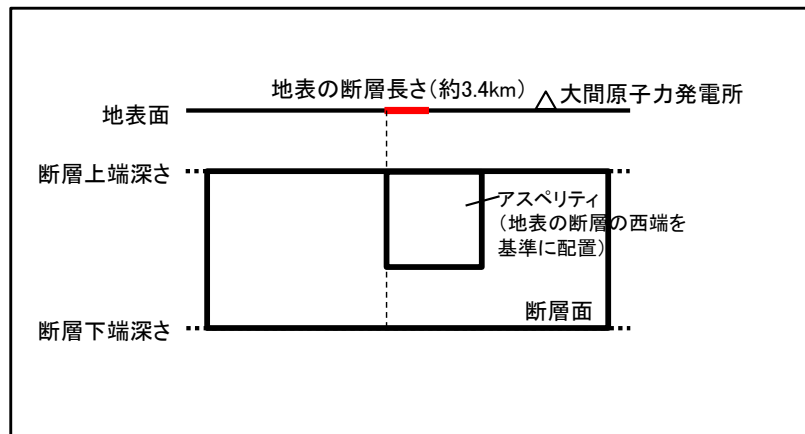 地表の断層長さ(約3.4km)
大間原子力発電所
地表面
断層上端深さ
アスペリティ
(地表の断層の西端を
基準に配置)
断層面
断層下端深さ